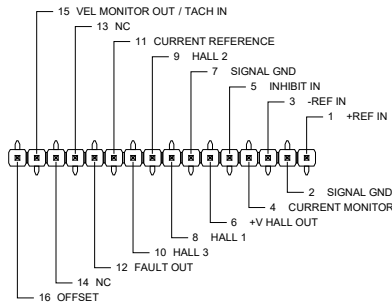 15 VEL MONITOR OUT / TACH IN
13 NC
11 CURRENT REFERENCE
9 HALL 2
7 SIGNAL GND
5 INHIBIT IN
3 -REF IN
1 +REF IN
2 SIGNAL GND
4 CURRENT MONITOR
6 +V HALL OUT
8 HALL 1
10 HALL 3
12 FAULT OUT
14 NC
16 OFFSET